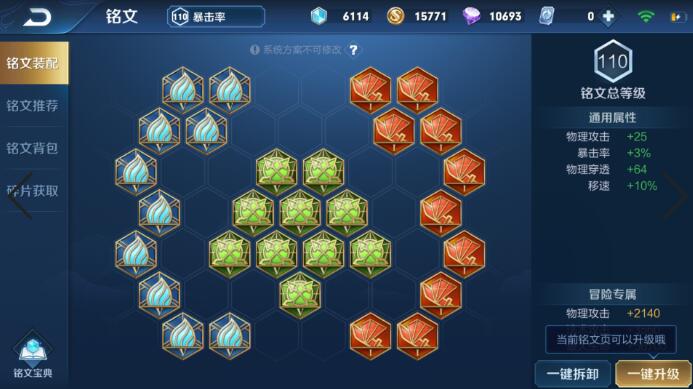 铭文
110 暴击率
6114
15771
10693
0
系统方案不可修改 ?
铭文装配
铭文推荐
铭文背包
碎片获取
铭文宝典
110
铭文总等级
通用属性
物理攻击 +25
暴击率 +3%
物理穿透 +64
移速 +10%
冒险专属
物理攻击 +2140
当前铭文页可以升级哦
一键拆卸
一键升级